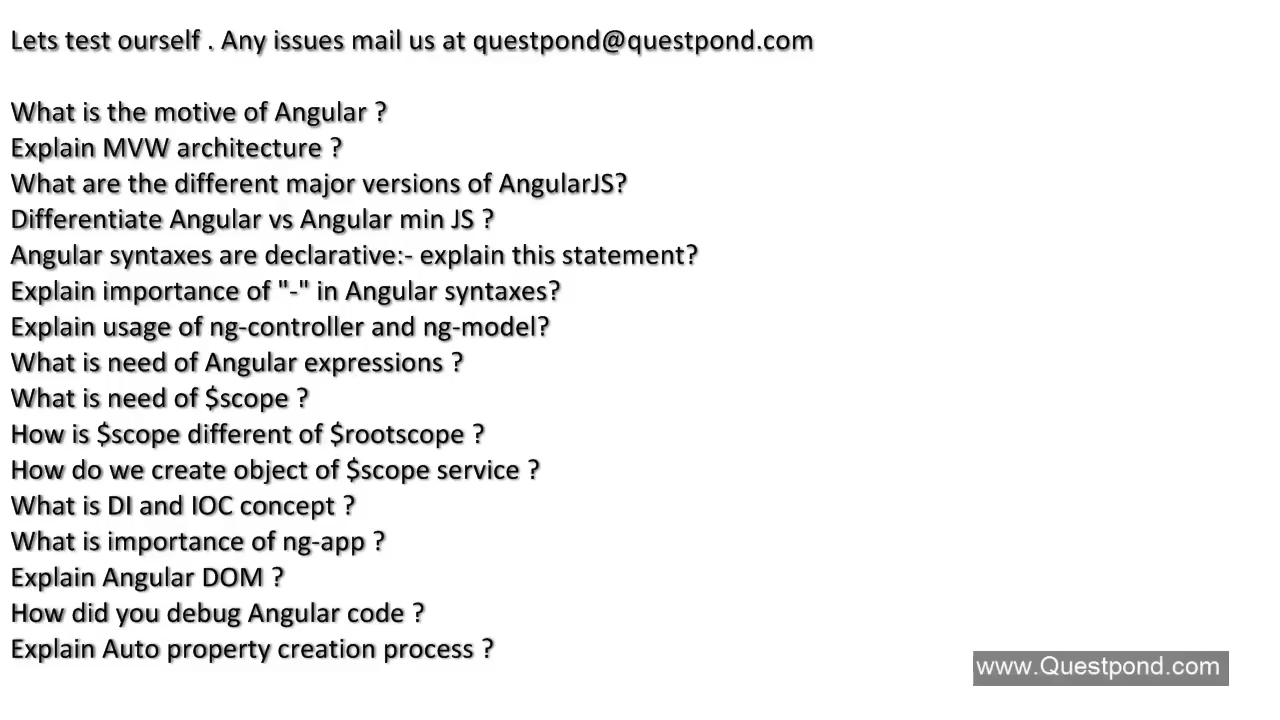 Lets test ourself . Any issues mail us at questpond@questpond.com
What is the motive of Angular ?
Explain MVW architecture ?
What are the different major versions of AngularJS?
Differentiate Angular vs Angular min JS ?
Angular syntaxes are declarative:- explain this statement?
Explain importance of "-" in Angular syntaxes?
Explain usage of ng-controller and ng-model?
What is need of Angular expressions ?
What is need of $scope ?
How is $scope different of $rootscope ?
How do we create object of $scope service ?
What is DI and IOC concept ?
What is importance of ng-app ?
Explain Angular DOM ?
How did you debug Angular code ?
Explain Auto property creation process ?
www.Questpond.com